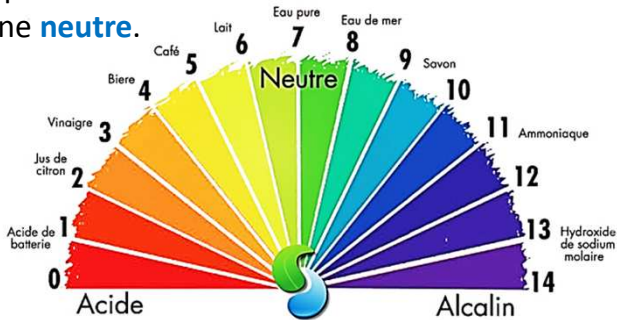 ne neutre.
Eau pure
7
Lait
6
Eau de mer
8
Café
5
9
Savon
Neutre
Biere
4
10
Vinaigre
3
11
Ammoniaque
Jus de
citron
2
12
Acide de
batterie
1
13
Hydroxide
de sodium
molaire
0
14
Acide
Alcalin